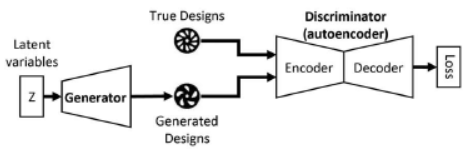 True Designs
Discriminator
(autoencoder)
Latent
variables
Z
Generator
Encoder
Decoder
Loss
Generated
Designs